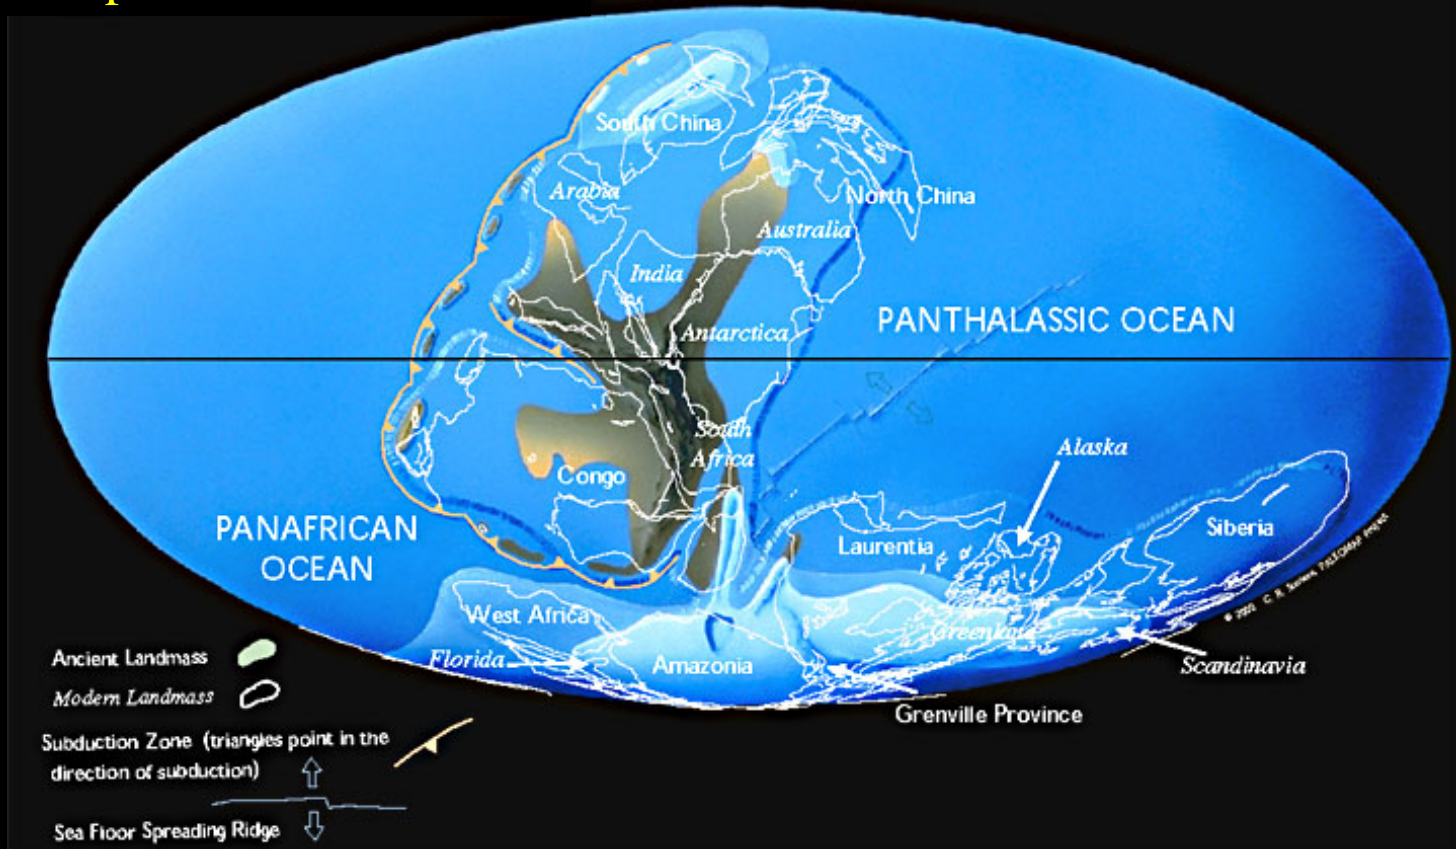 South China
Arabia
North China
Australia
India
PANTHALASSIC OCEAN
Antarctica
South
Africa
Alaska
Congo
PANAFRICAN
OCEAN
Laurentia
Siberia
West Africa
Greenland
Florida
Amazonia
Scandinavia
Grenville Province
Ancient Landmass
Modern Landmass
Subduction Zone (triangles point in the
direction of subduction)
Sea Floor Spreading Ridge